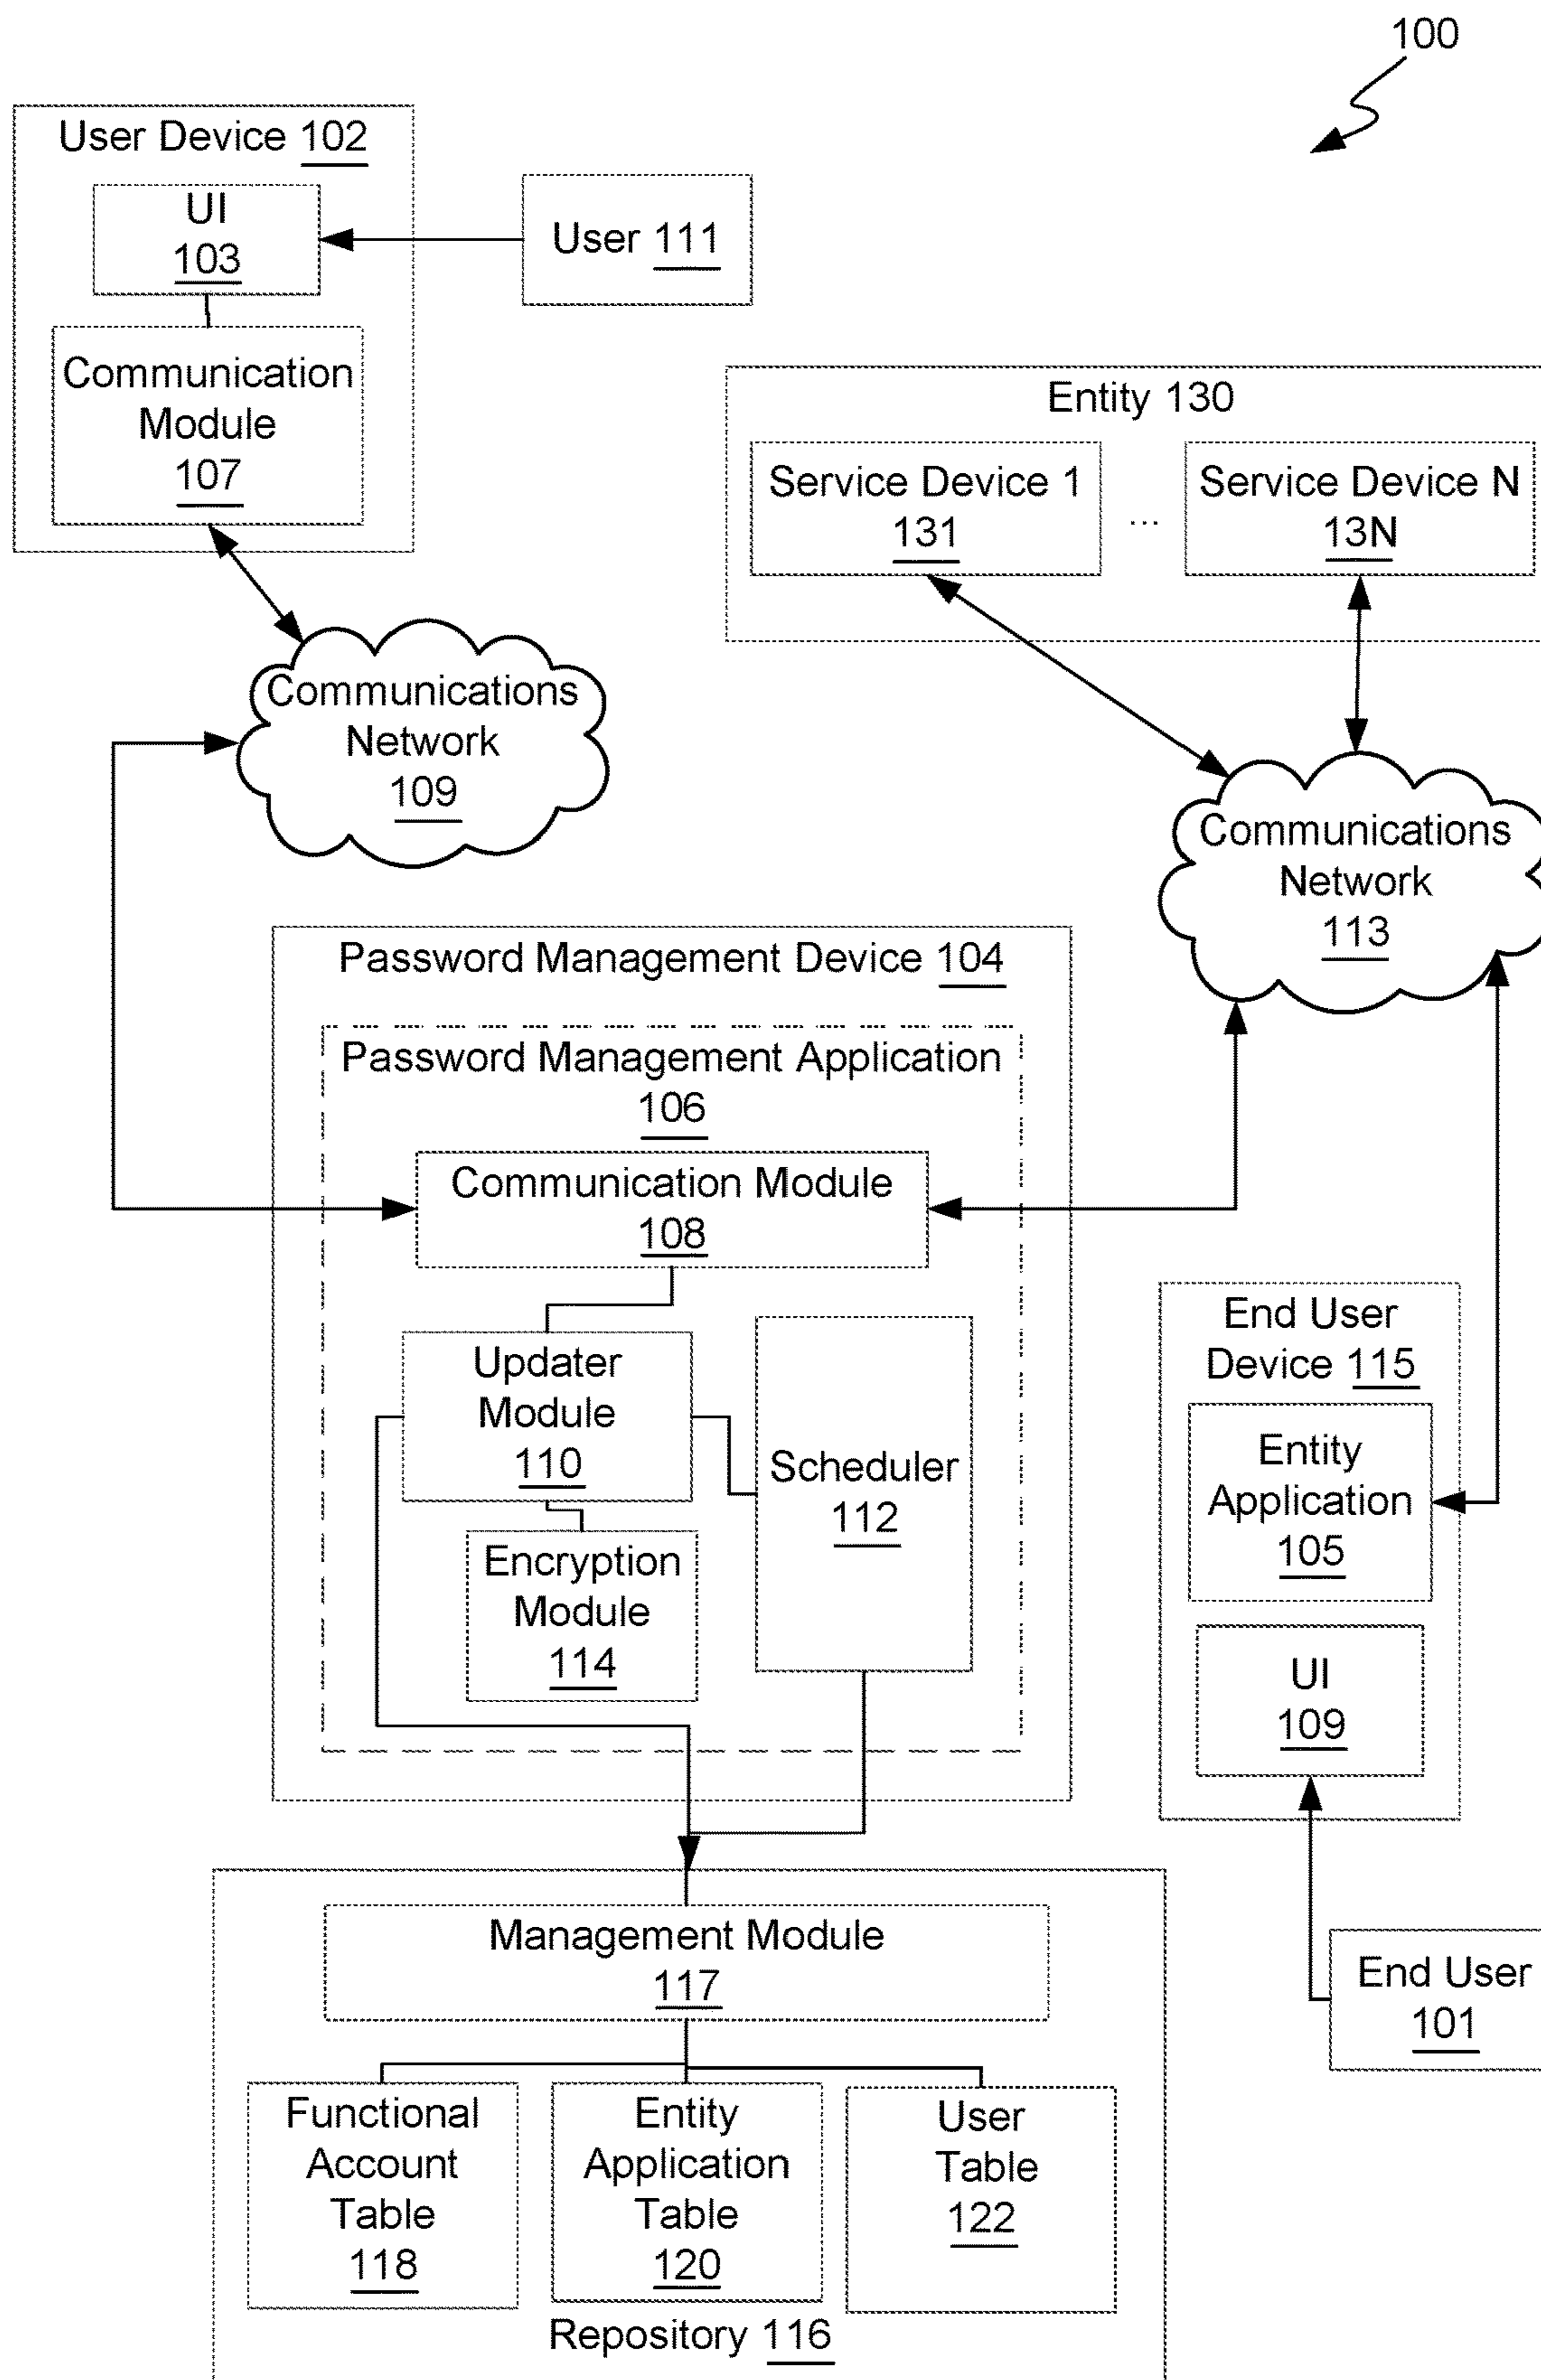 100
User Device 102
UI
103
User 111
Communication
Module
107
Entity 130
Service Device 1
131
...
Service Device N
13N
Communications
Network
109
Communications
Network
113
Password Management Device 104
Password Management Application
106
Communication Module
108
Updater
Module
110
Scheduler
112
Encryption
Module
114
End User
Device 115
Entity
Application
105
UI
109
End User
101
Management Module
117
Functional
Account
Table
118
Entity
Application
Table
120
User
Table
122
Repository 116